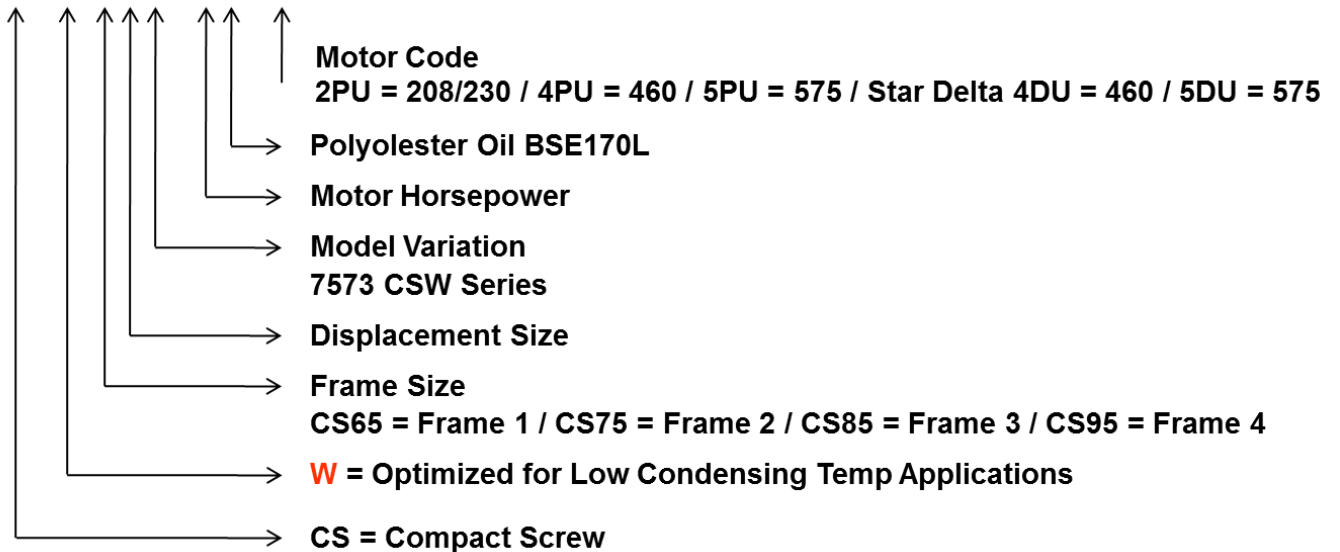 Motor Code
2PU = 208/230 / 4PU = 460 / 5PU = 575 / Star Delta 4DU = 460 / 5DU = 575
Polyolester Oil BSE170L
Motor Horsepower
Model Variation
7573 CSW Series
Displacement Size
Frame Size
CS65 = Frame 1 / CS75 = Frame 2 / CS85 = Frame 3 / CS95 = Frame 4
W = Optimized for Low Condensing Temp Applications
CS = Compact Screw